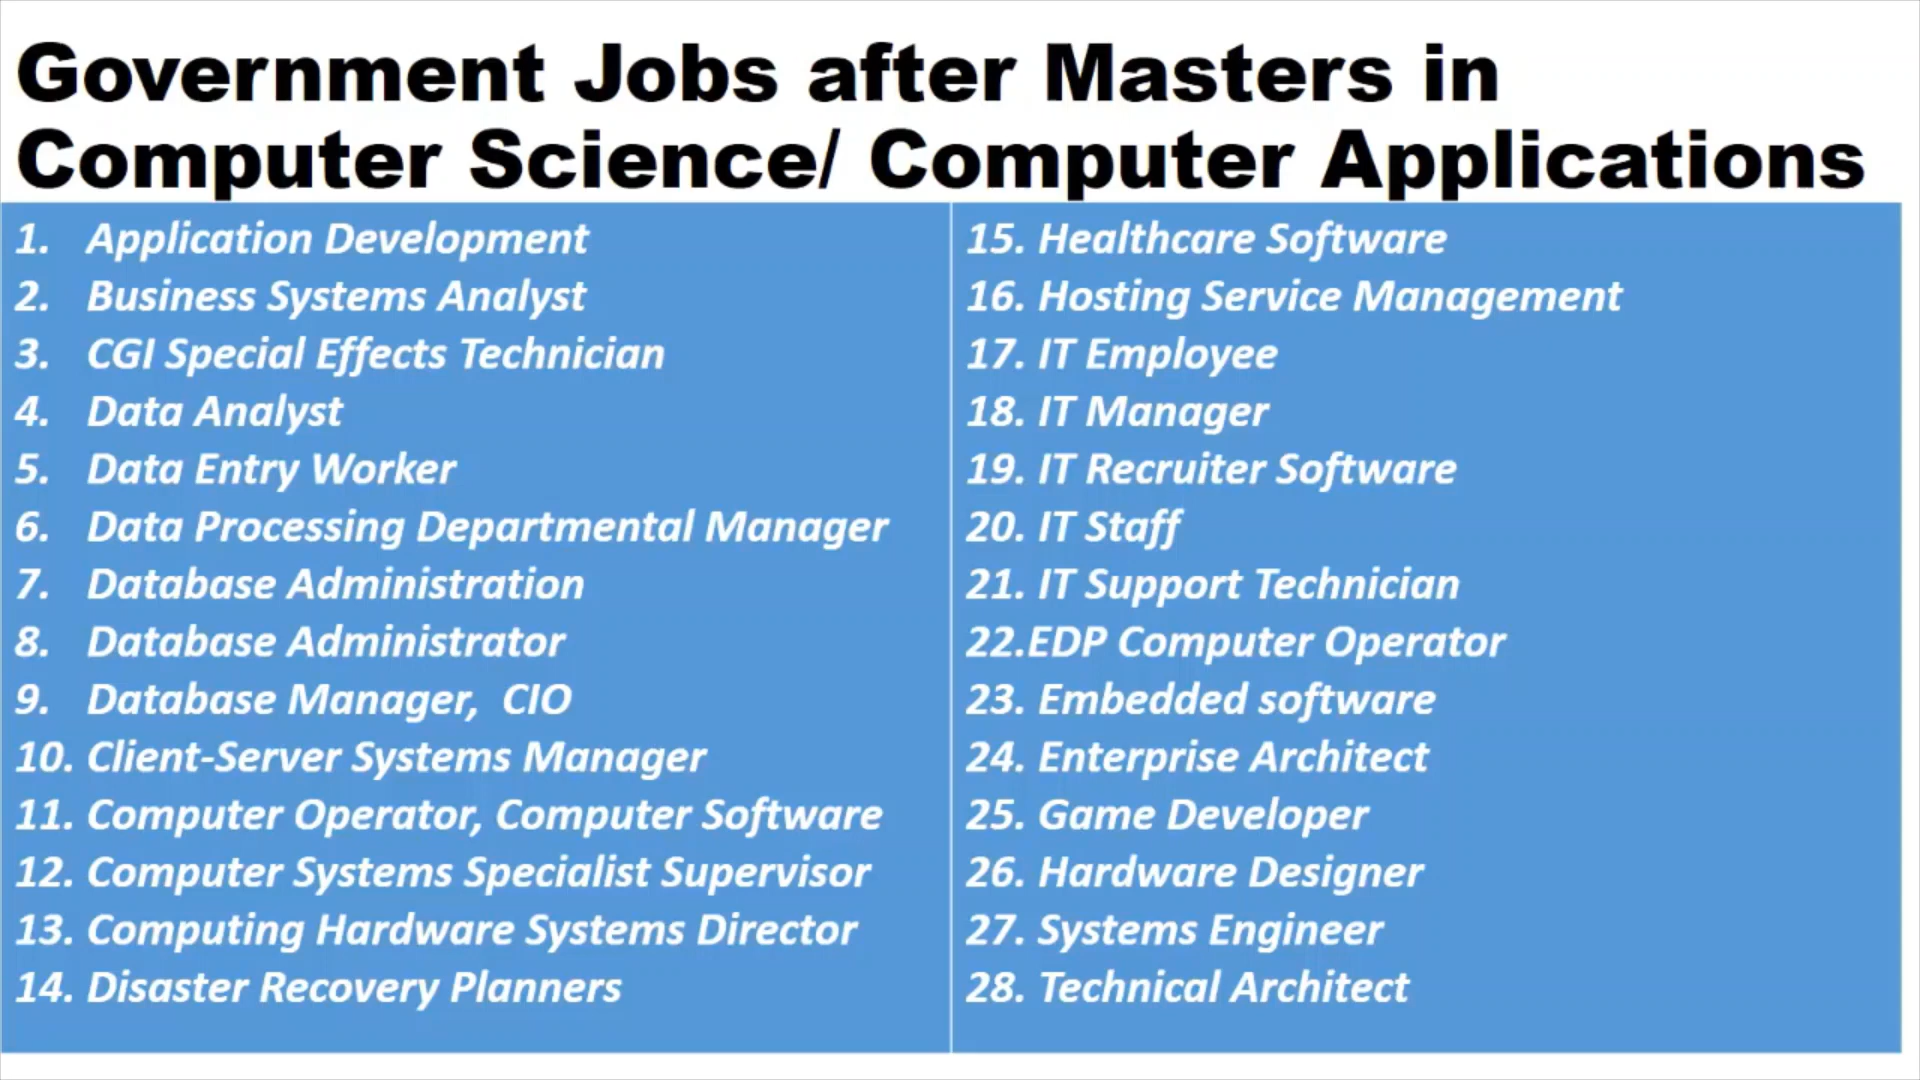 Government Jobs after Masters in
Computer Science/ Computer Applications
1. Application Development
2. Business Systems Analyst
3. CGI Special Effects Technician
4. Data Analyst
5. Data Entry Worker
6. Data Processing Departmental Manager
7. Database Administration
8. Database Administrator
9. Database Manager, CIO
10. Client-Server Systems Manager
11. Computer Operator, Computer Software
12. Computer Systems Specialist Supervisor
13. Computing Hardware Systems Director
14. Disaster Recovery Planners
15. Healthcare Software
16. Hosting Service Management
17. IT Employee
18. IT Manager
19. IT Recruiter Software
20. IT Staff
21. IT Support Technician
22.EDP Computer Operator
23. Embedded software
24. Enterprise Architect
25. Game Developer
26. Hardware Designer
27. Systems Engineer
28. Technical Architect